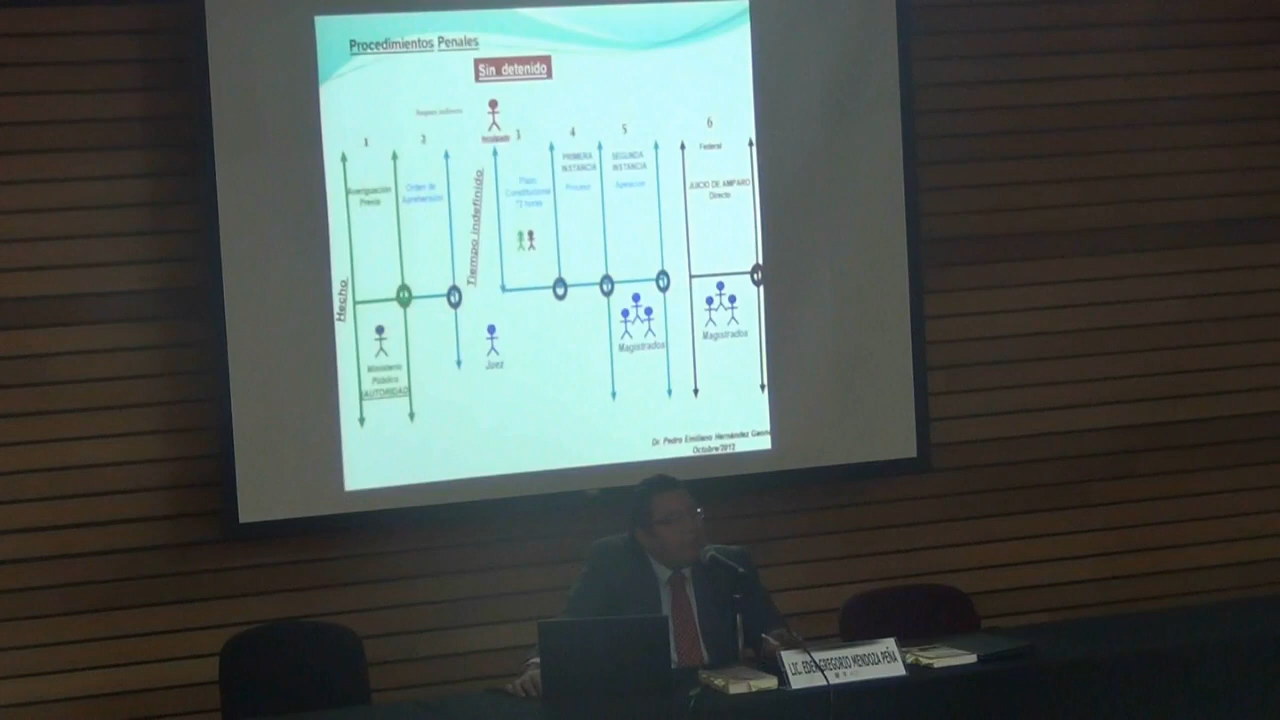 Procedimientos Penales
Sin detenido
1
2
3
4
5
6
Averiguación
Previa
Orden de
Aprehensión
Tiempo indefinido
Plazo
Constitucional
72 horas
PRIMERA
INSTANCIA
Proceso
SEGUNDA
INSTANCIA
Apelación
Federal
JUICIO DE AMPARO
Directo
Hecho
Ministerio
Público
AUTORIDAD
Juez
Magistrados
Magistrados
Dr. Pedro Emiliano Hernández
Octubre/2012
LIC. EDEN GREGORIO MENDOZA PEÑA